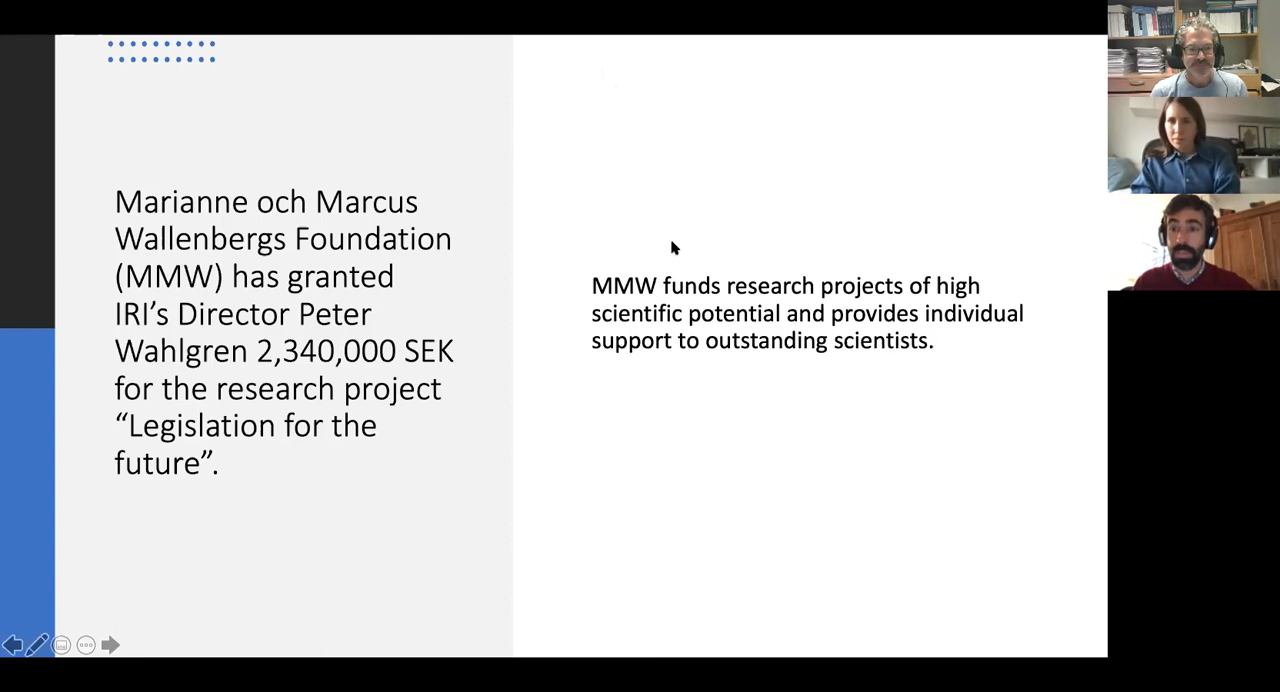 Marianne och Marcus
Wallenbergs Foundation
(MMW) has granted
IRI’s Director Peter
Wahlgren 2,340,000 SEK
for the research project
“Legislation for the
future”.
MMW funds research projects of high
scientific potential and provides individual
support to outstanding scientists.